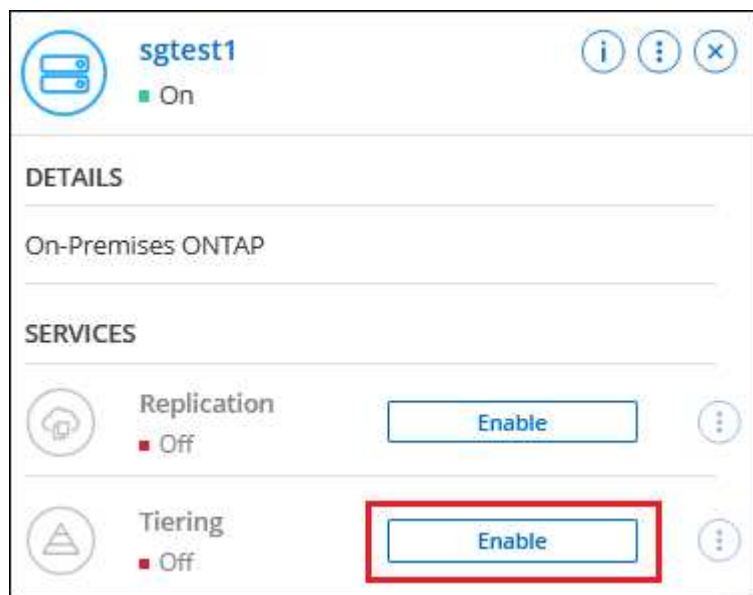 sgtest1
On
DETAILS
On-Premises ONTAP
SERVICES
Replication
Off
Enable
Tiering
Off
Enable